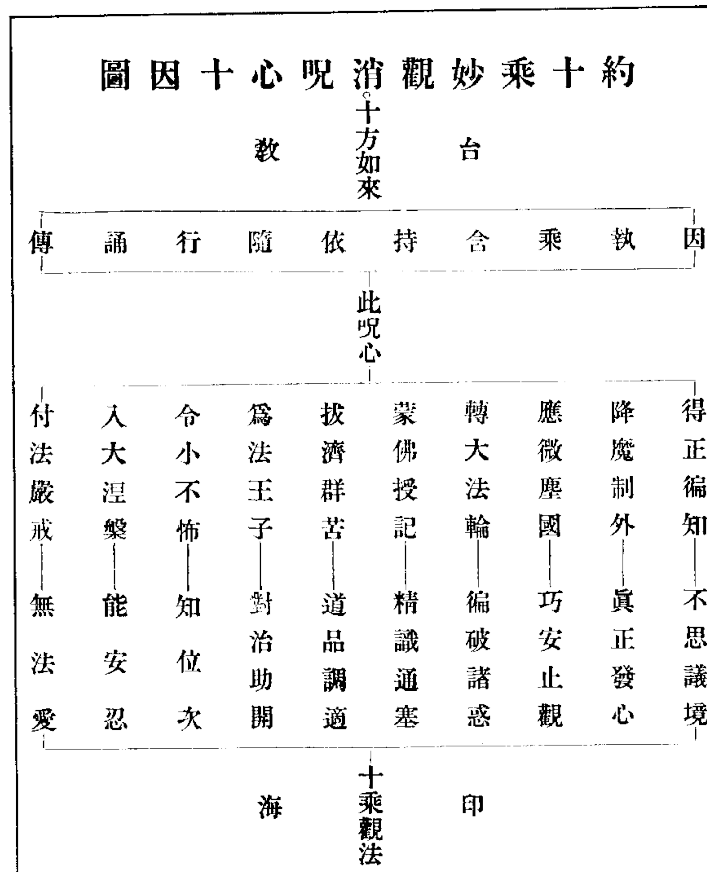 約十乘妙觀消呪心十因圖
台
教
十方如來
因
執
乘
含
持
依
隨
行
誦
傳
此呪心
得正徧知
降魔制外
應微塵國
轉大法輪
蒙佛授記
拔濟群苦
爲法王子
令小不怖
入大涅槃
付法嚴戒
不思議境
眞正發心
巧安止觀
徧破諸惑
精識通塞
道品調適
對治助開
知位次
能安忍
無法愛
十乘觀法
印
海